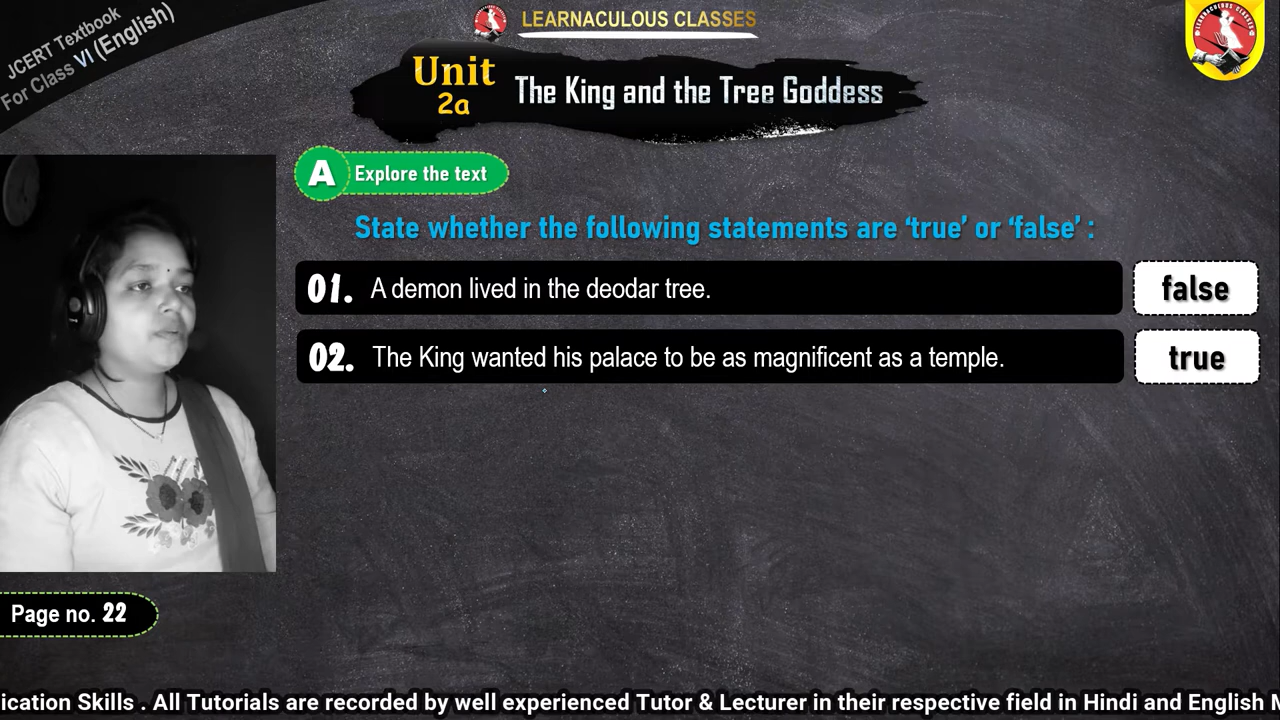 JCERT Textbook
For Class VI (English)
LEARNACULOUS CLASSES
Unit
2a
The King and the Tree Goddess
A Explore the text
State whether the following statements are ‘true’ or ‘false’ :
01. A demon lived in the deodar tree. false
02. The King wanted his palace to be as magnificent as a temple. true
Page no. 22
ication Skills . All Tutorials are recorded by well experienced Tutor & Lecturer in their respective field in Hindi and English